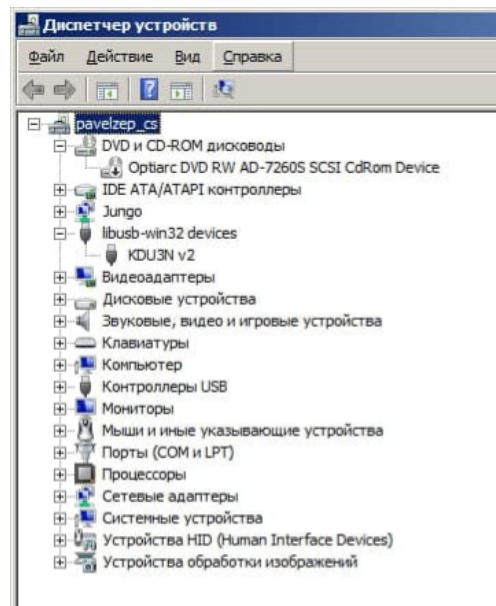 Диспетчер устройств
Файл Действие Вид Справка
pavelzep_cs
DVD и CD-ROM дисководы
Optiarc DVD RW AD-7260S SCSI CdRom Device
IDE ATA/ATAPI контроллеры
Jungo
libusb-win32 devices
KDU3N v2
Видеоадаптеры
Дисковые устройства
Звуковые, видео и игровые устройства
Клавиатуры
Компьютер
Контроллеры USB
Мониторы
Мыши и иные указывающие устройства
Порты (COM и LPT)
Процессоры
Сетевые адаптеры
Системные устройства
Устройства HID (Human Interface Devices)
Устройства обработки изображений